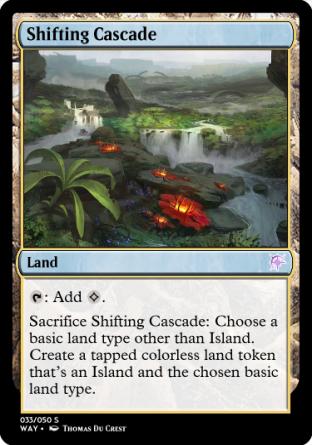 Shifting Cascade
Land
: Add .
Sacrifice Shifting Cascade: Choose a
basic land type other than Island.
Create a tapped colorless land token
that's an Island and the chosen basic
land type.
033/050 S
WAY • Thomas Du Crest